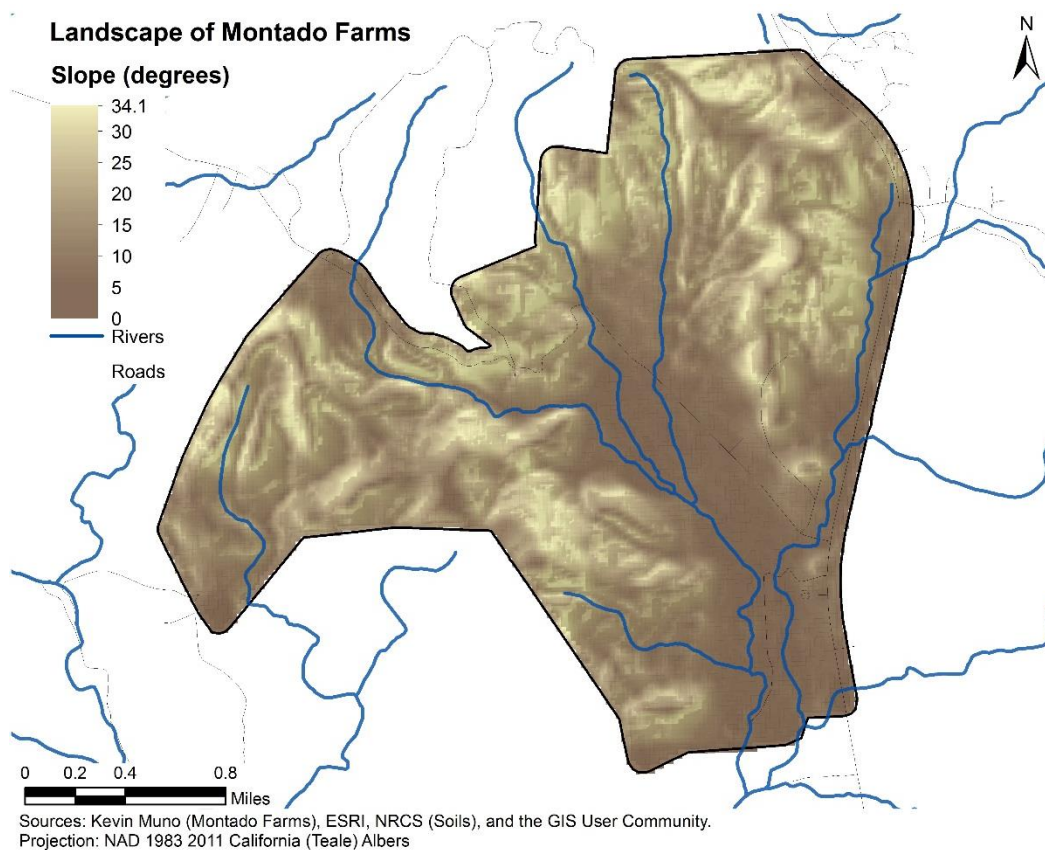 Landscape of Montado Farms
Slope (degrees)
34.1
30
25
20
15
10
5
0
Rivers
Roads
N
0 0.2 0.4 0.8
Miles
Sources: Kevin Muno (Montado Farms), ESRI, NRCS (Soils), and the GIS User Community.
Projection: NAD 1983 2011 California (Teale) Albers